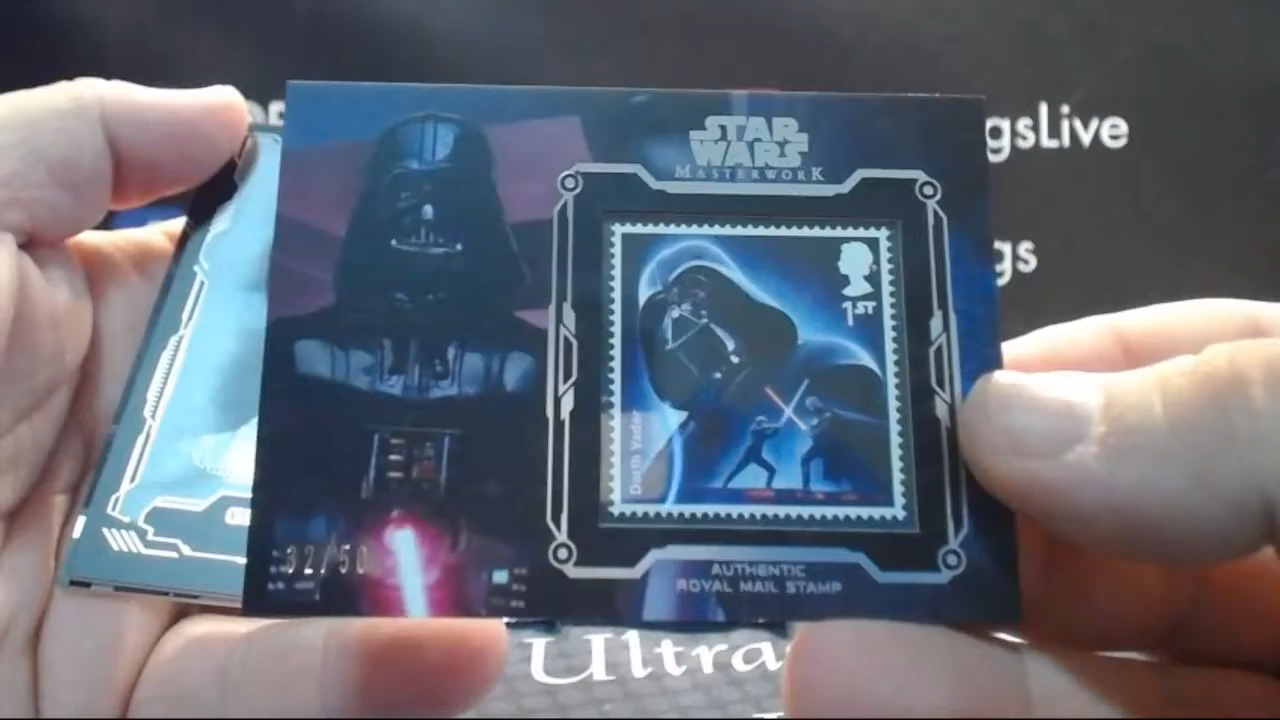 gsLive
gs
STAR
WARS
MASTERWORK
1ST
Darth Vader
32/50
AUTHENTIC
ROYAL MAIL STAMP
Ultra